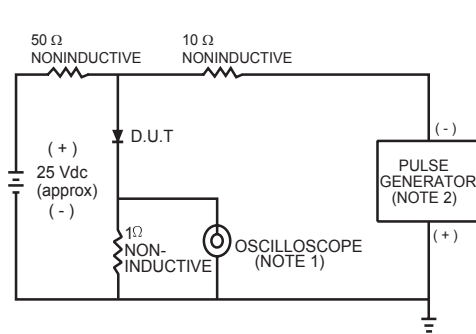 50 Ω
NONINDUCTIVE
10 Ω
NONINDUCTIVE
( + )
25 Vdc
(approx)
( - )
D.U.T
1Ω
NON-
INDUCTIVE
OSCILLOSCOPE
(NOTE 1)
( - )
PULSE
GENERATOR
(NOTE 2)
( + )